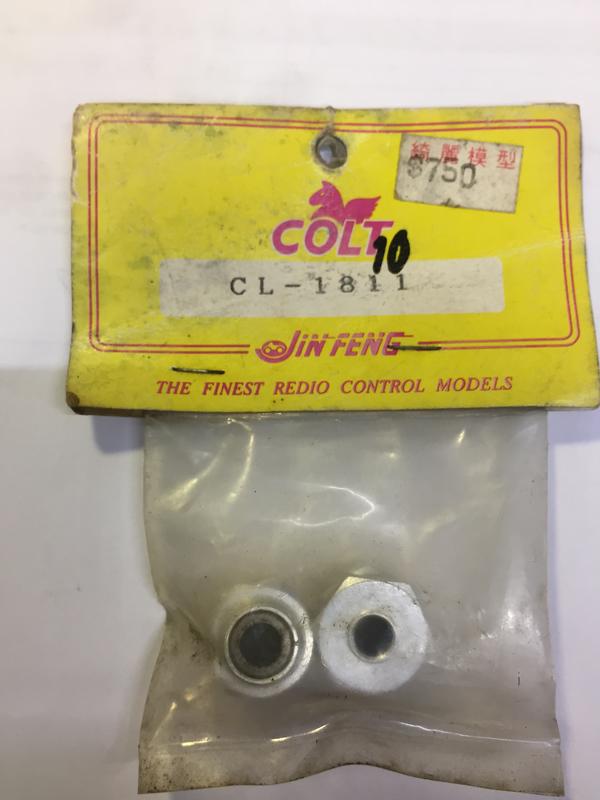 綺麗模型
$750
COLT
10
CL-1811
JIN FENG
THE FINEST REDIO CONTROL MODELS